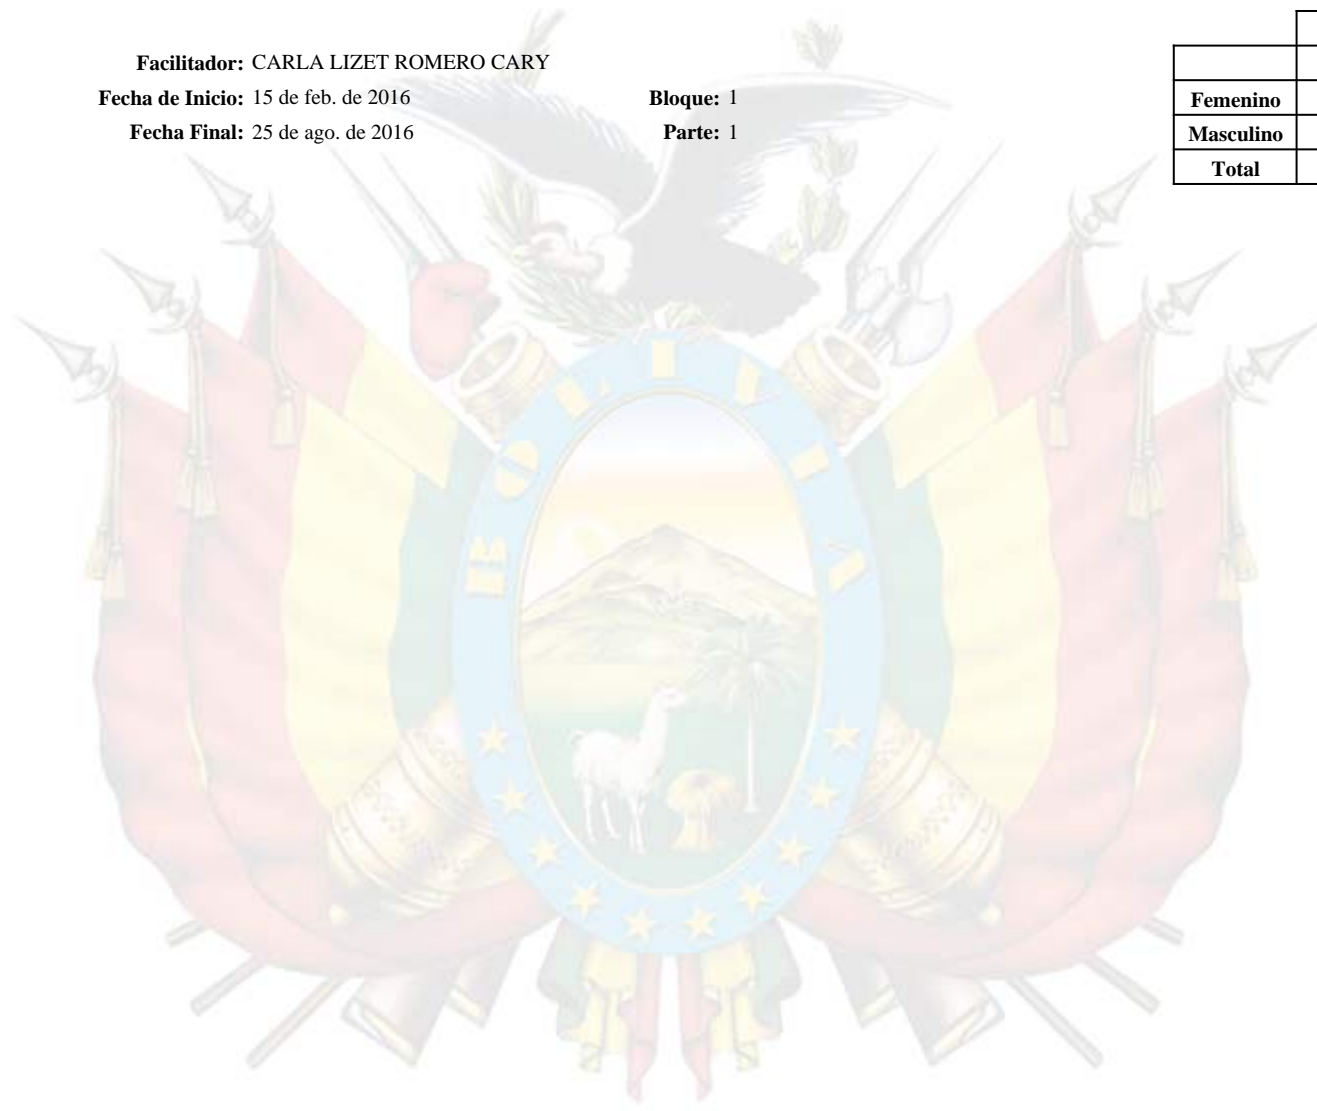 Facilitador: CARLA LIZET ROMERO CARY
Fecha de Inicio: 15 de feb. de 2016 Bloque: 1
Fecha Final: 25 de ago. de 2016 Parte: 1
Femenino
Masculino
Total
BOLIVIA